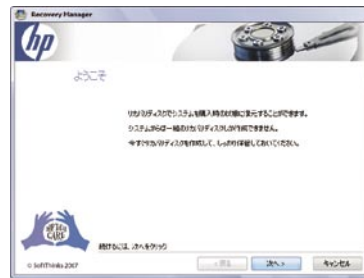 Recovery Manager
hp
ようこそ
リカバリディスクでシステムを購入時の状態に復元することができます。
システムからは一組のリカバリディスクしか作成できません。
今すぐリカバリディスクを作成して、しっかり保管しておいてください。
CARE
続けるには、次へをクリック
© SoftThinks 2007
< 戻る
次へ >
キャンセル